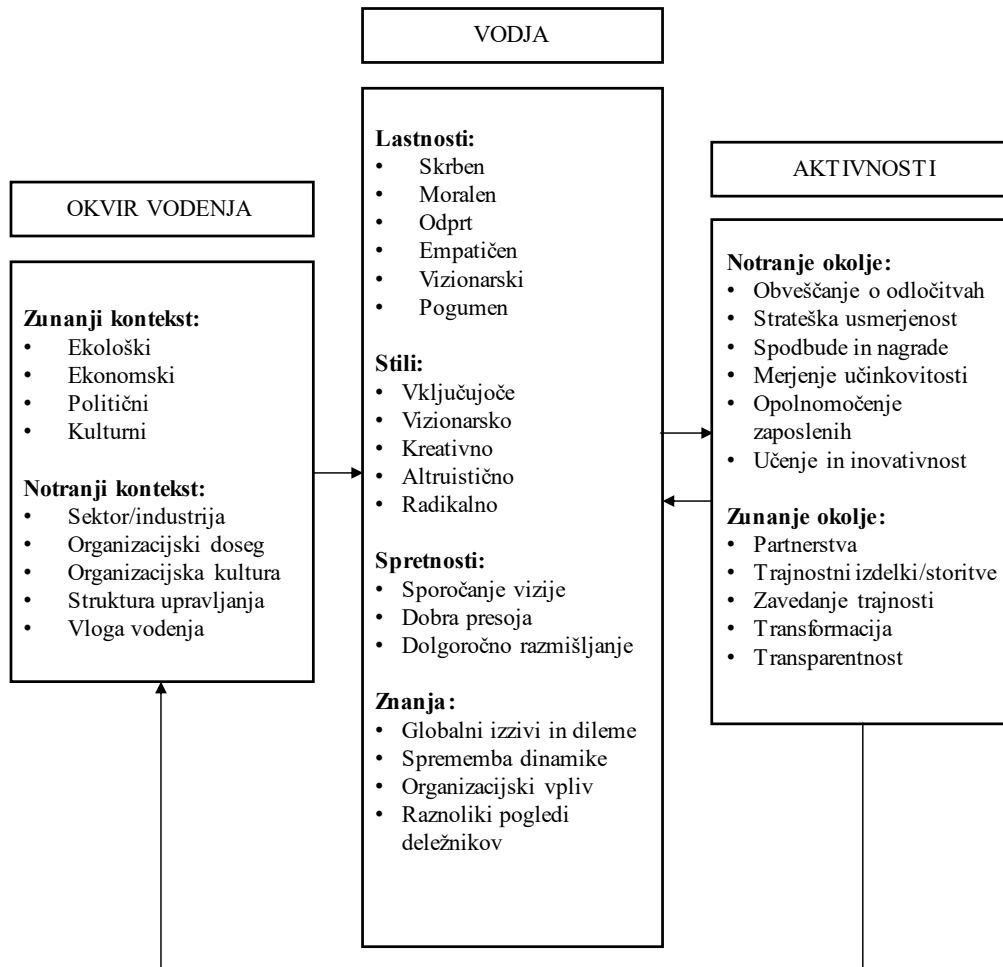 OKVIR VODENJA
Zunanji kontekst:
• Ekološki
• Ekonomski
• Politični
• Kulturni
Notranji kontekst:
• Sektor/industrija
• Organizacijski doseg
• Organizacijska kultura
• Struktura upravljanja
• Vloga vodenja
VODJA
Lastnosti:
• Skrben
• Moralen
• Odprt
• Empatičen
• Vizionarski
• Pogumen
Stili:
• Vključujoče
• Vizionarsko
• Kreativno
• Altruistično
• Radikalno
Spretnosti:
• Sporočanje vizije
• Dobra presoja
• Dolgoročno razmišljanje
Znanja:
• Globalni izzivi in dileme
• Sprememba dinamike
• Organizacijski vpliv
• Raznoliki pogledi
deležnikov
AKTIVNOSTI
Notranje okolje:
• Obveščanje o odločitvah
• Strateška usmerjenost
• Spodbude in nagrade
• Merjenje učinkovitosti
• Opolnomočenje
zaposlenih
• Učenje in inovativnost
Zunanje okolje:
• Partnerstva
• Trajnostni izdelki/storitve
• Zavedanje trajnosti
• Transformacija
• Transparentnost